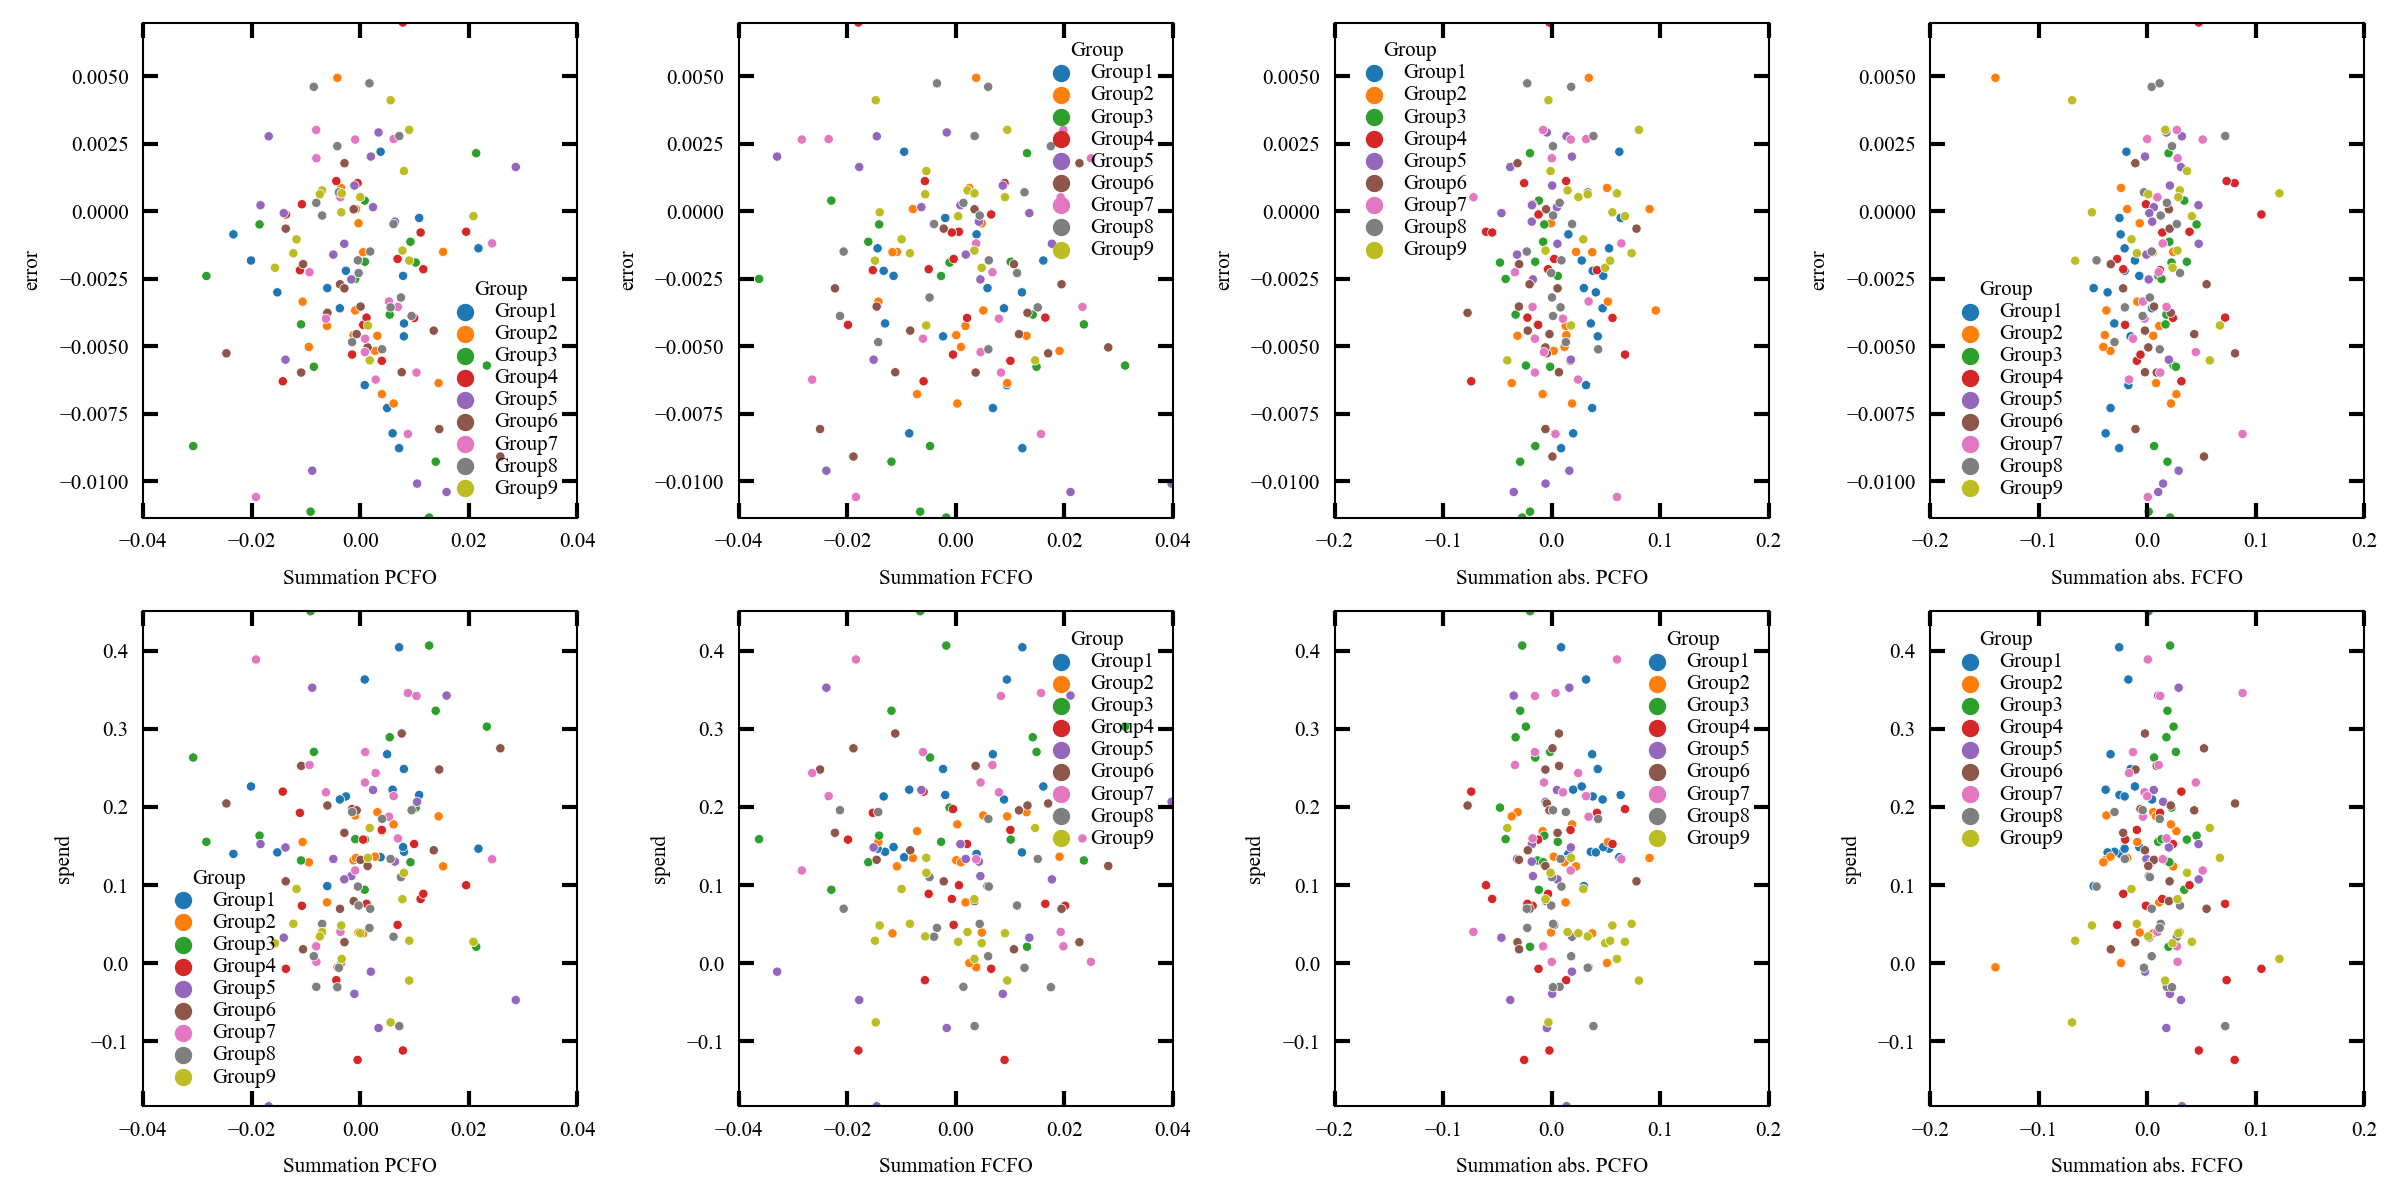 0.0050
0.0025
0.0000
−0.0025
−0.0050
−0.0075
−0.0100
error
−0.04
−0.02
0.00
0.02
0.04
Summation PCFO
Group
Group1
Group2
Group3
Group4
Group5
Group6
Group7
Group8
Group9
0.0050
0.0025
0.0000
−0.0025
−0.0050
−0.0075
−0.0100
error
−0.04
−0.02
0.00
0.02
0.04
Summation FCFO
Group
Group1
Group2
Group3
Group4
Group5
Group6
Group7
Group8
Group9
0.0050
0.0025
0.0000
−0.0025
−0.0050
−0.0075
−0.0100
error
−0.2
−0.1
0.0
0.1
0.2
Summation abs. PCFO
Group
Group1
Group2
Group3
Group4
Group5
Group6
Group7
Group8
Group9
0.0050
0.0025
0.0000
−0.0025
−0.0050
−0.0075
−0.0100
error
−0.2
−0.1
0.0
0.1
0.2
Summation abs. FCFO
Group
Group1
Group2
Group3
Group4
Group5
Group6
Group7
Group8
Group9
0.4
0.3
0.2
0.1
0.0
−0.1
spend
−0.04
−0.02
0.00
0.02
0.04
Summation PCFO
Group
Group1
Group2
Group3
Group4
Group5
Group6
Group7
Group8
Group9
0.4
0.3
0.2
0.1
0.0
−0.1
spend
−0.04
−0.02
0.00
0.02
0.04
Summation FCFO
Group
Group1
Group2
Group3
Group4
Group5
Group6
Group7
Group8
Group9
0.4
0.3
0.2
0.1
0.0
−0.1
spend
−0.2
−0.1
0.0
0.1
0.2
Summation abs. PCFO
Group
Group1
Group2
Group3
Group4
Group5
Group6
Group7
Group8
Group9
0.4
0.3
0.2
0.1
0.0
−0.1
spend
−0.2
−0.1
0.0
0.1
0.2
Summation abs. FCFO
Group
Group1
Group2
Group3
Group4
Group5
Group6
Group7
Group8
Group9